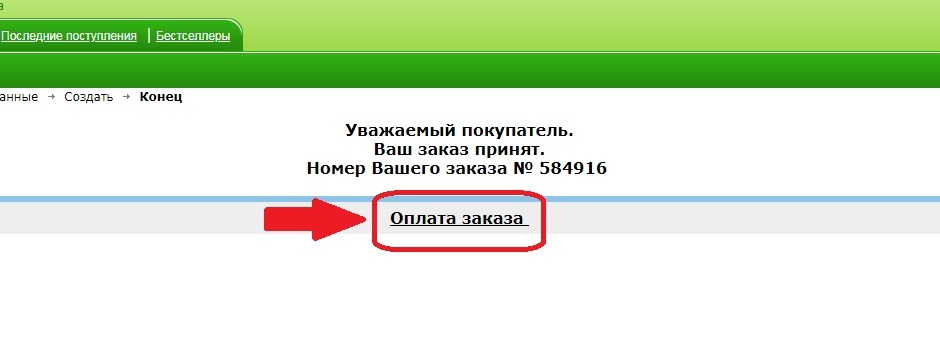 а
Последние поступления | Бестселлеры
анные → Создать → Конец
Уважаемый покупатель.
Ваш заказ принят.
Номер Вашего заказа № 584916
Оплата заказа